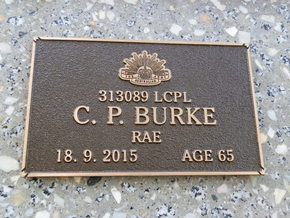 313089 LCPL
C. P. BURKE
RAE
18. 9. 2015 AGE 65